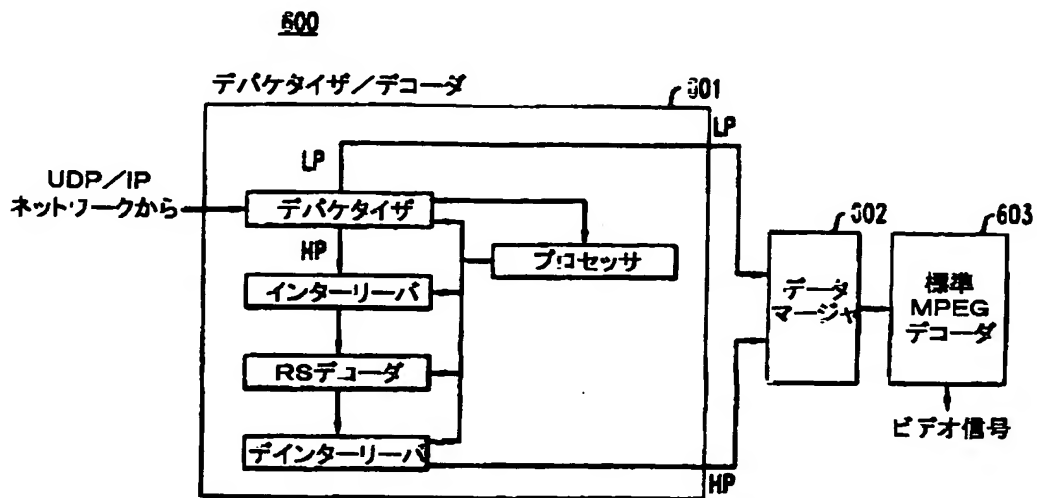 600
デパケタイザ／デコーダ
601
LP
LP
UDP／IP
ネットワークから
デパケタイザ
HP
プロセッサ
インターリーバ
RSデコーダ
デインターリーバ
HP
602
データ
マージャ
603
標準
MPEG
デコーダ
ビデオ信号